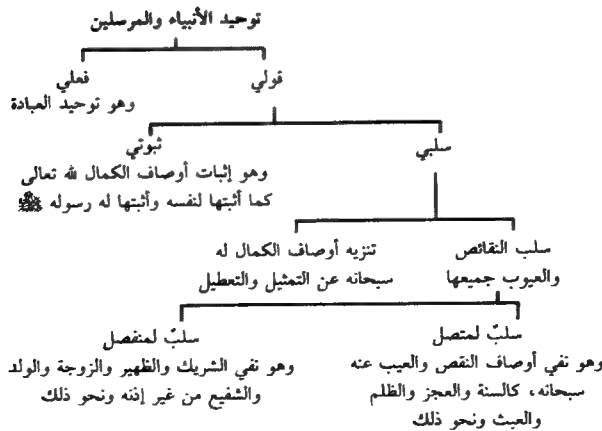 توحيد الأنبياء والمرسلين
قولي
فعلي
وهو توحيد العبادة
سلبي
ثبوتي
وهو إثبات أوصاف الكمال لله تعالى
كما أثبتها لنفسه وأثبتها له رسوله ﷺ
سلب النقائص
والعيوب جميعها
تنزيه أوصاف الكمال له
سبحانه عن التمثيل والتعطيل
سلبٌ لمتصل
وهو نفي أوصاف النقص والعيب عنه
سبحانه، كالسنة والعجز والظلم
والعبث ونحو ذلك
سلبٌ لمنفصل
وهو نفي الشريك والظهير والزوجة والولد
والشفيع من غير إذنه ونحو ذلك